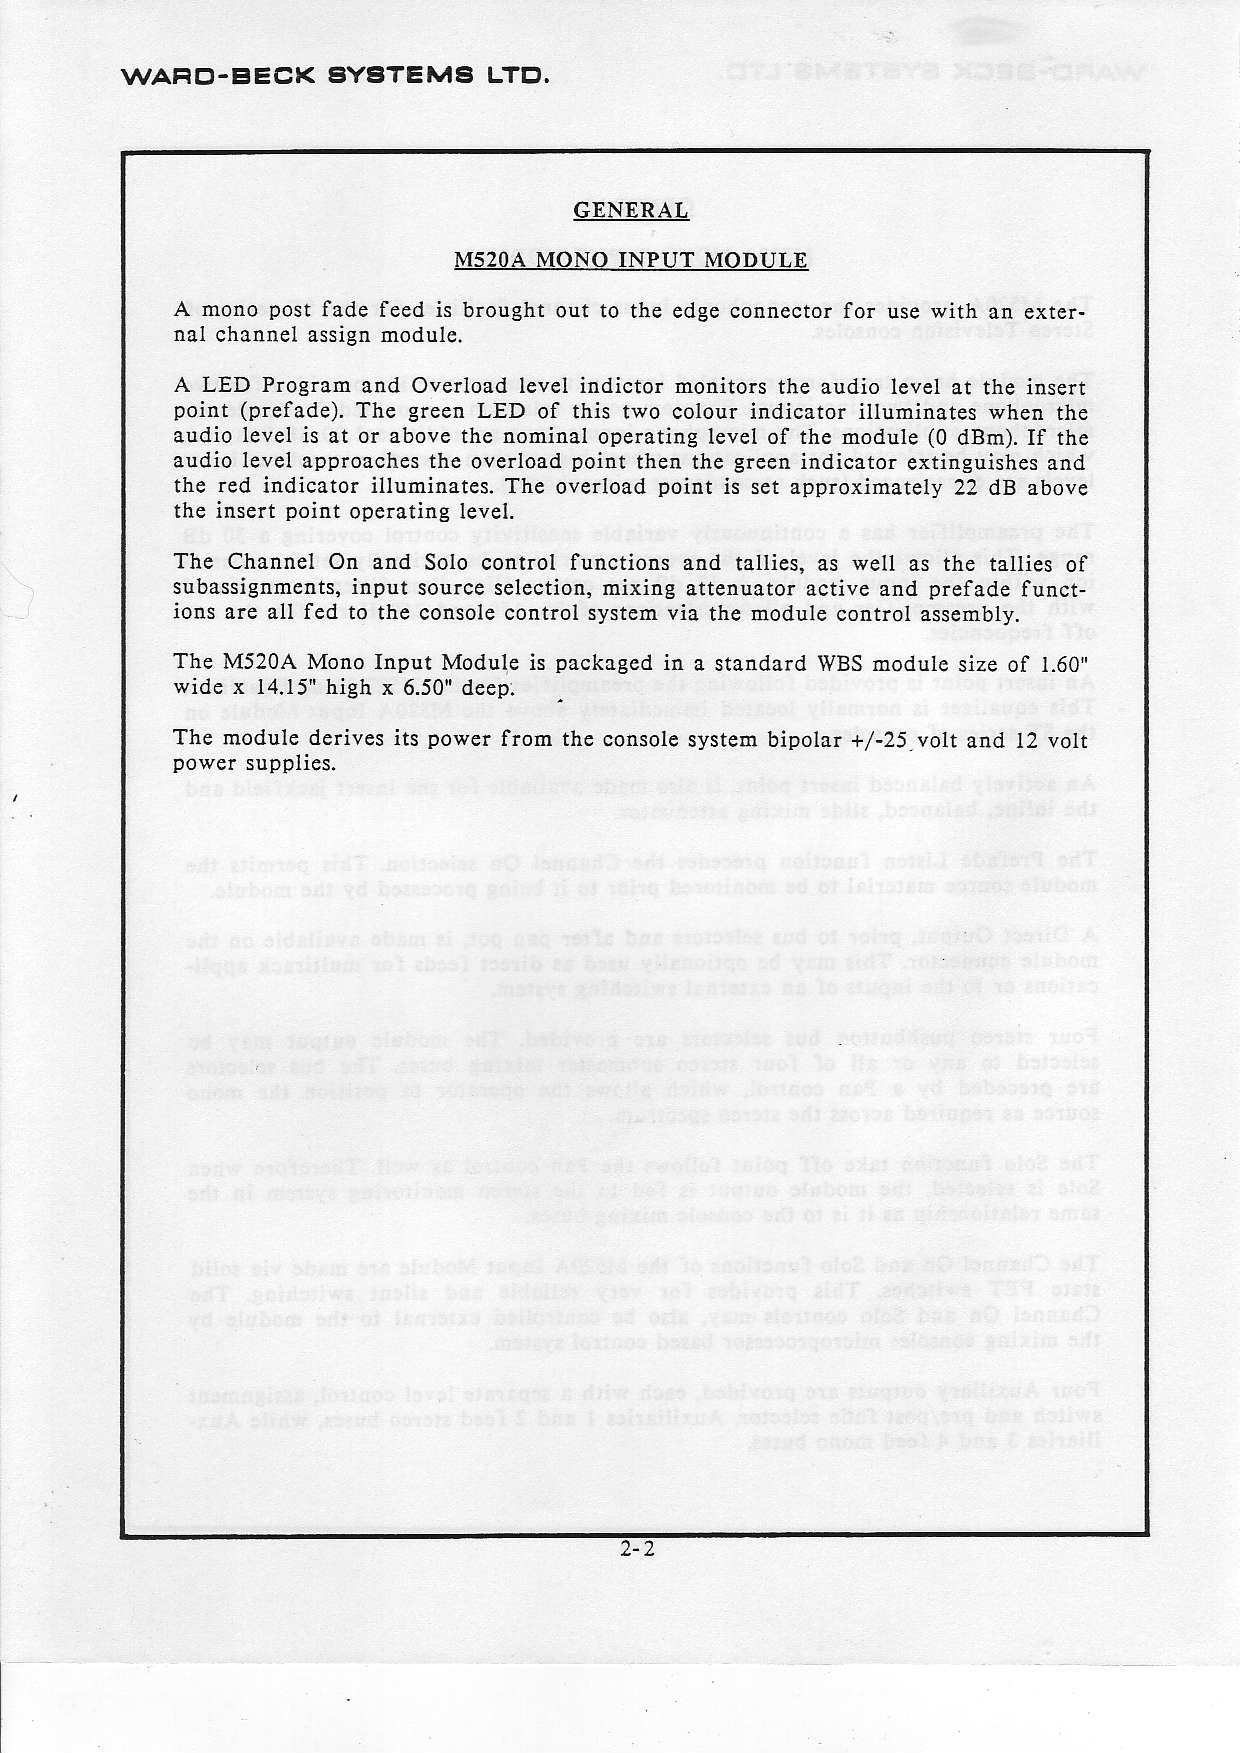 WARD-BECK SYSTEMS LTD.
GENERAL
M520A MONO INPUT MODULE
A mono post fade feed is brought out to the edge connector for use with an exter-
nal channel assign module.
A LED Program and Overload level indictor monitors the audio level at the insert
point (prefade). The green LED of this two colour indicator illuminates when the
audio level is at or above the nominal operating level of the module (0 dBm). If the
audio level approaches the overload point then the green indicator extinguishes and
the red indicator illuminates. The overload point is set approximately 22 dB above
the insert point operating level.
The Channel On and Solo control functions and tallies, as well as the tallies of
subassignments, input source selection, mixing attenuator active and prefade funct-
ions are all fed to the console control system via the module control assembly.
The M520A Mono Input Module is packaged in a standard WBS module size of 1.60"
wide x 14.15" high x 6.50" deep.
The module derives its power from the console system bipolar +/-25 volt and 12 volt
power supplies.
2-2